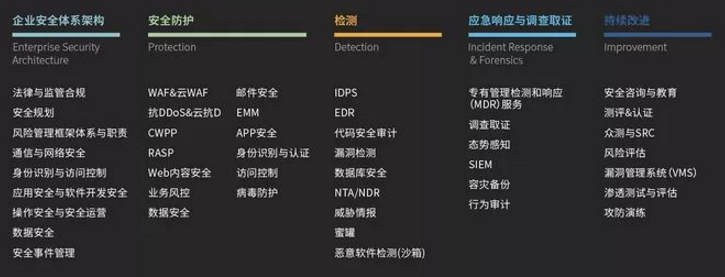 企业安全体系架构
Enterprise Security
Architecture
法律与监管合规
安全规划
风险管理框架体系与职责
通信与网络安全
身份识别与访问控制
应用安全与软件开发安全
操作安全与安全运营
数据安全
安全事件管理
安全防护
Protection
WAF&云WAF
抗DDoS&云抗D
CWPP
RASP
Web内容安全
业务风控
数据安全
邮件安全
EMM
APP安全
身份识别与认证
访问控制
病毒防护
检测
Detection
IDPS
EDR
代码安全审计
漏洞检测
数据库安全
NTA/NDR
威胁情报
蜜罐
恶意软件检测(沙箱)
应急响应与调查取证
Incident Response
& Forensics
专有管理检测和响应
(MDR)服务
调查取证
态势感知
SIEM
容灾备份
行为审计
持续改进
Improvement
安全咨询与教育
测评&认证
众测与SRC
风险评估
漏洞管理系统(VMS)
渗透测试与评估
攻防演练